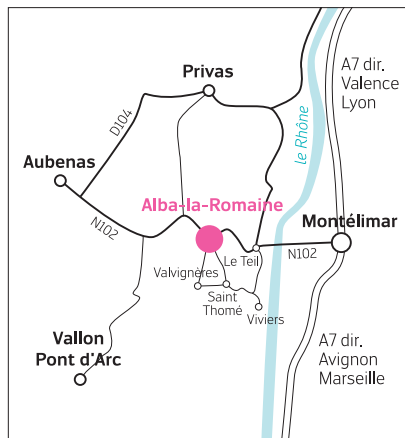 A7 dir.
Valence
Lyon
Privas
D104
le Rhône
Aubenas
Alba-la-Romaine
N102
Montélimar
Le Teil
N102
Valvignères
Saint
Thomé
Viviers
Vallon
Pont d'Arc
A7 dir.
Avignon
Marseille